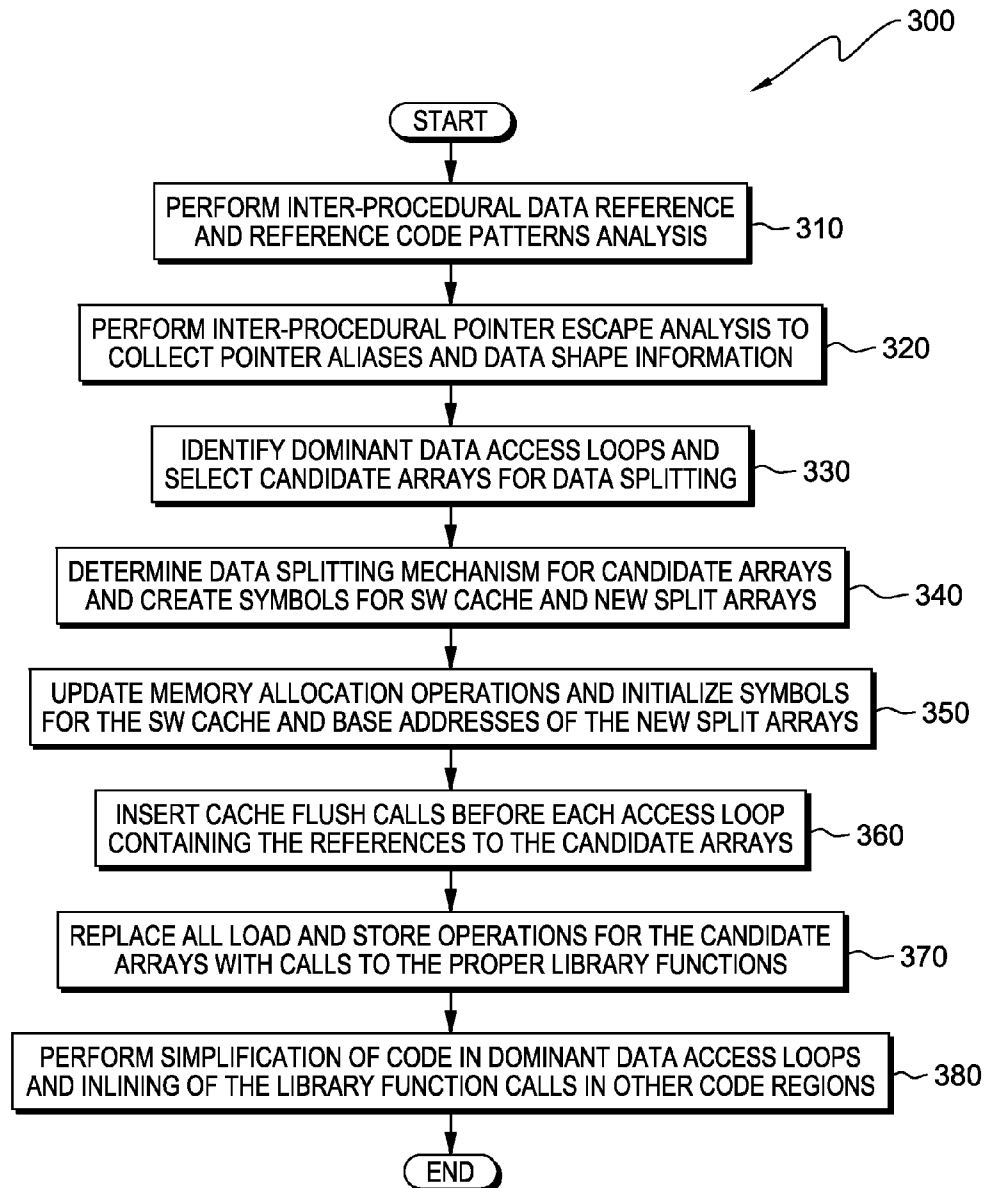 300
START
PERFORM INTER-PROCEDURAL DATA REFERENCE
AND REFERENCE CODE PATTERNS ANALYSIS
310
PERFORM INTER-PROCEDURAL POINTER ESCAPE ANALYSIS TO
COLLECT POINTER ALIASES AND DATA SHAPE INFORMATION
320
IDENTIFY DOMINANT DATA ACCESS LOOPS AND
SELECT CANDIDATE ARRAYS FOR DATA SPLITTING
330
DETERMINE DATA SPLITTING MECHANISM FOR CANDIDATE ARRAYS
AND CREATE SYMBOLS FOR SW CACHE AND NEW SPLIT ARRAYS
340
UPDATE MEMORY ALLOCATION OPERATIONS AND INITIALIZE SYMBOLS
FOR THE SW CACHE AND BASE ADDRESSES OF THE NEW SPLIT ARRAYS
350
INSERT CACHE FLUSH CALLS BEFORE EACH ACCESS LOOP
CONTAINING THE REFERENCES TO THE CANDIDATE ARRAYS
360
REPLACE ALL LOAD AND STORE OPERATIONS FOR THE CANDIDATE
ARRAYS WITH CALLS TO THE PROPER LIBRARY FUNCTIONS
370
PERFORM SIMPLIFICATION OF CODE IN DOMINANT DATA ACCESS LOOPS
AND INLINING OF THE LIBRARY FUNCTION CALLS IN OTHER CODE REGIONS
380
END